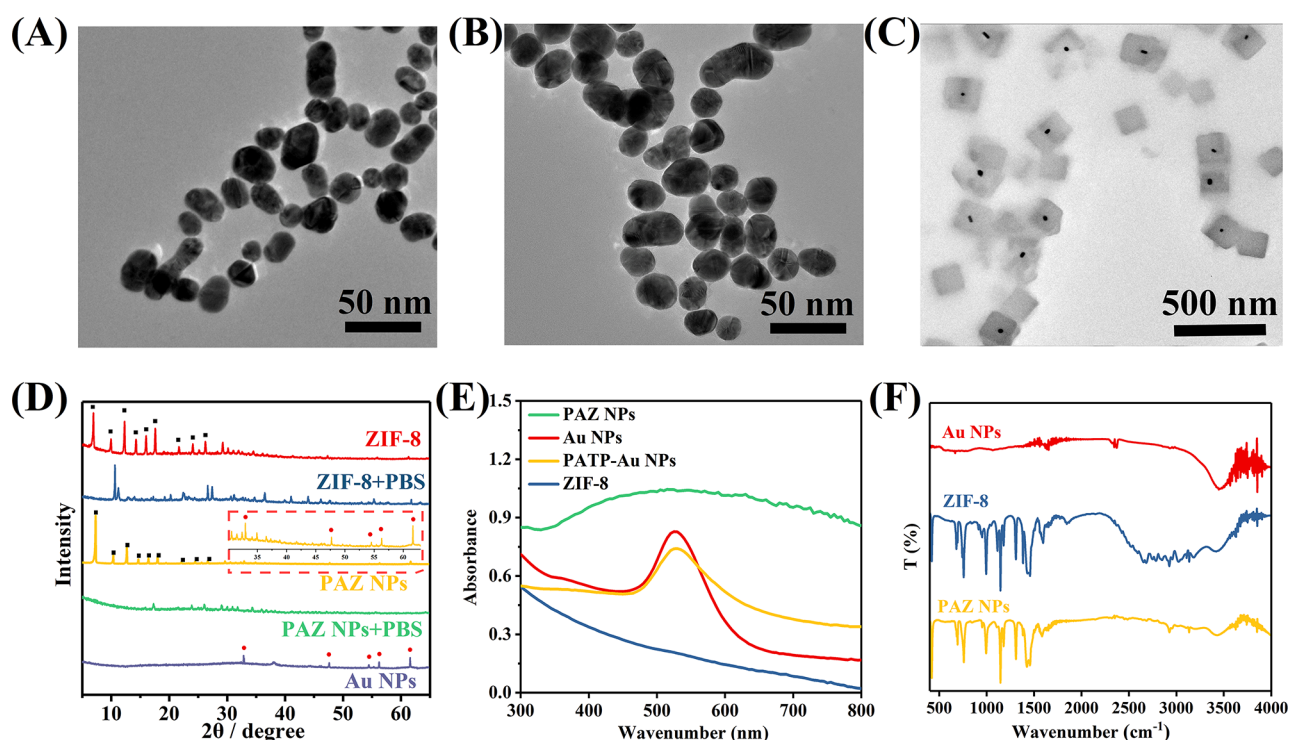 (A)
50 nm
(B)
50 nm
(C)
500 nm
(D)
ZIF-8
ZIF-8+PBS
35 45 55 60
PAZ NPs
PAZ NPs+PBS
Au NPs
Intensity
10 20 30 40 50 60
2θ / degree
(E)
1.5
1.2
0.9
0.6
0.3
0.0
Absorbance
PAZ NPs
Au NPs
PATP-Au NPs
ZIF-8
300 400 500 600 700 800
Wavenumber (nm)
(F)
Au NPs
ZIF-8
PAZ NPs
T (%)
500 1000 1500 2000 2500 3000 3500 4000
Wavenumber (cm⁻¹)